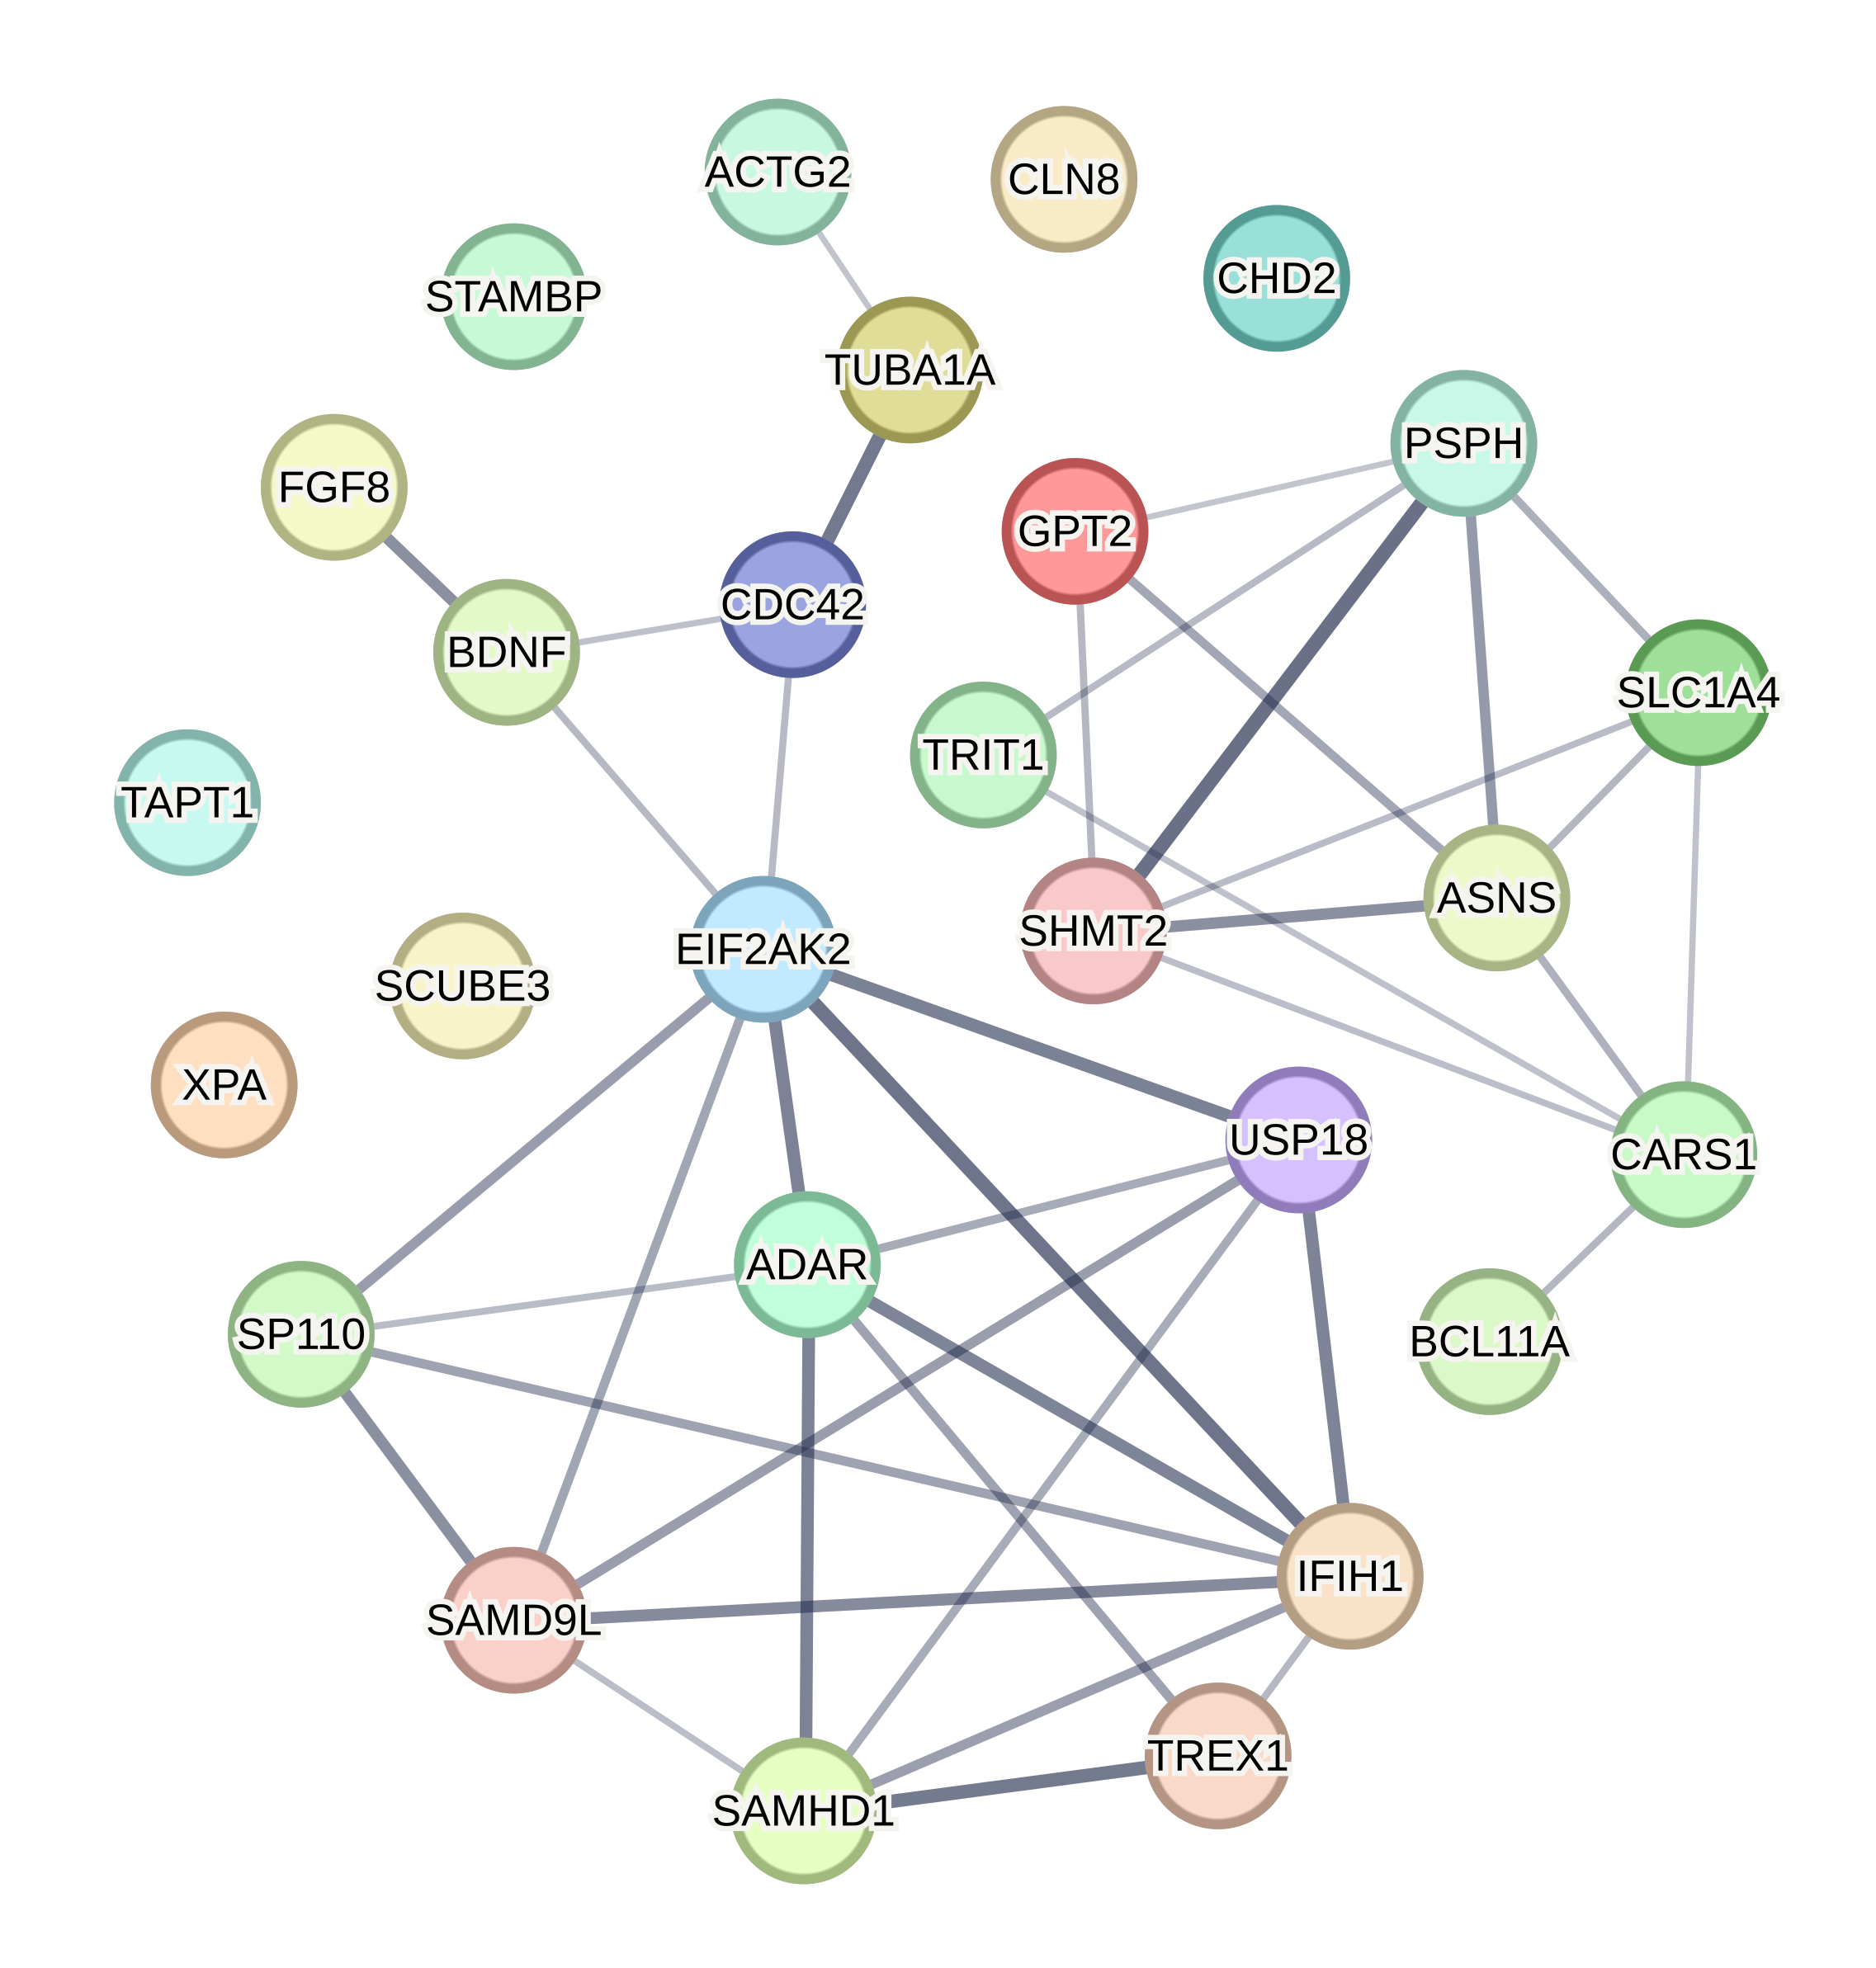 ACTG2
CLN8
CHD2
STAMBP
TUBA1A
PSPH
FGF8
GPT2
CDC42
BDNF
SLC1A4
TRIT1
TAPT1
ASNS
SHMT2
EIF2AK2
SCUBE3
XPA
USP18
CARS1
ADAR
SP110
BCL11A
IFIH1
SAMD9L
TREX1
SAMHD1